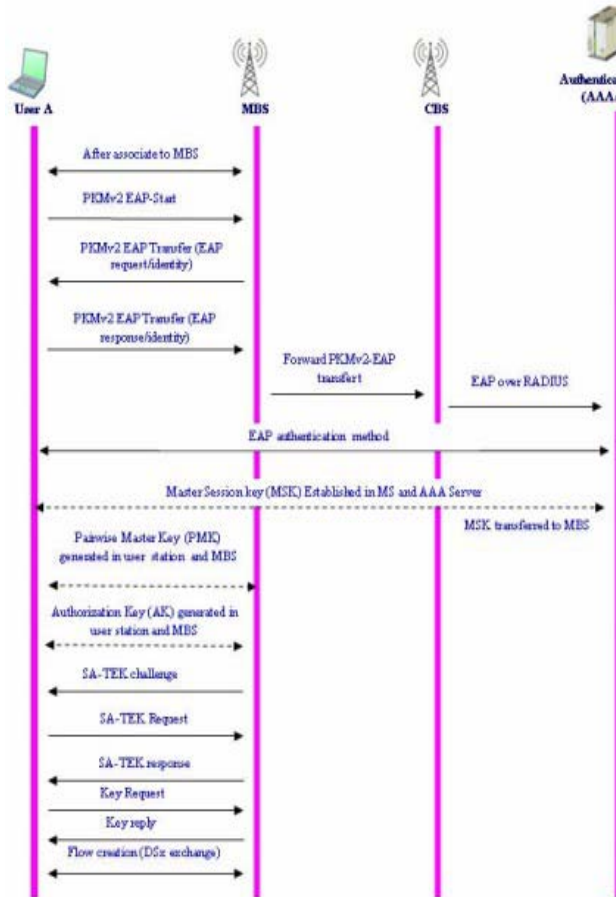 User A
MBS
CBS
(AAA
After associate to MBS
PKMv2 EAP-Start
PKMv2 EAP Transfer (EAP
request/identity)
PKMv2 EAP Transfer (EAP
response/identity)
Forward PKMv2-EAP
transfert
EAP over RADIUS
EAP authentication method
Master Session key (MSK) Established in MS and AAA Server
MSK transferred to MBS
Pairwise Master Key (PMK)
generated in user station and MBS
Authorization Key (AK) generated in
user station and MBS
SA-TEK challenge
SA-TEK Request
SA-TEK response
Key Request
Key reply
Flow creation (DSx exchange)